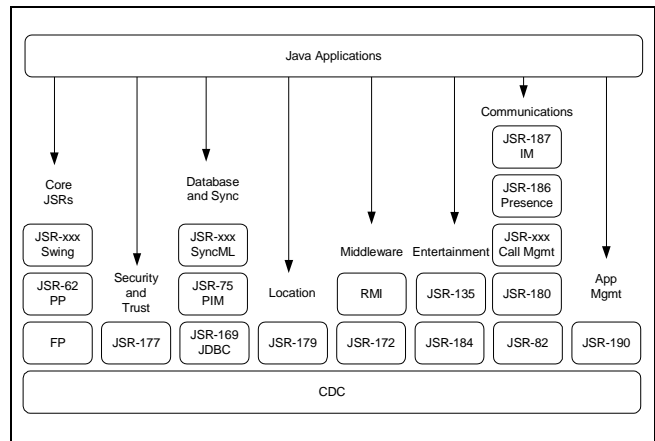 Java Applications
Core
JSRs
JSR-xxx
Swing
JSR-62
PP
FP
Security
and
Trust
JSR-177
Database
and Sync
JSR-xxx
SyncML
JSR-75
PIM
JSR-169
JDBC
Location
JSR-179
Middleware
RMI
JSR-172
Entertainment
JSR-135
JSR-184
Communications
JSR-187
IM
JSR-186
Presence
JSR-xxx
Call Mgmt
JSR-180
JSR-82
App
Mgmt
JSR-190
CDC